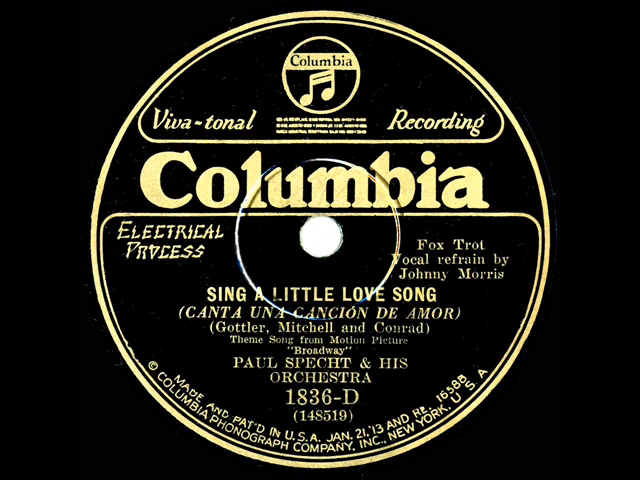 Columbia
Viva-tonal Recording
Columbia
ELECTRICAL
PROCESS
Fox Trot
Vocal refrain by
Johnny Morris
SING A LITTLE LOVE SONG
(CANTA UNA CANCIÓN DE AMOR)
(Gottler, Mitchell and Conrad)
Theme Song from Motion Picture
"Broadway"
PAUL SPECHT & HIS
ORCHESTRA
1836-D
(148519)
MADE AND PAT'D IN U.S.A. JAN. 21,'13 AND RE. 16588
© COLUMBIA PHONOGRAPH COMPANY, INC., NEW YORK, U.S.A.